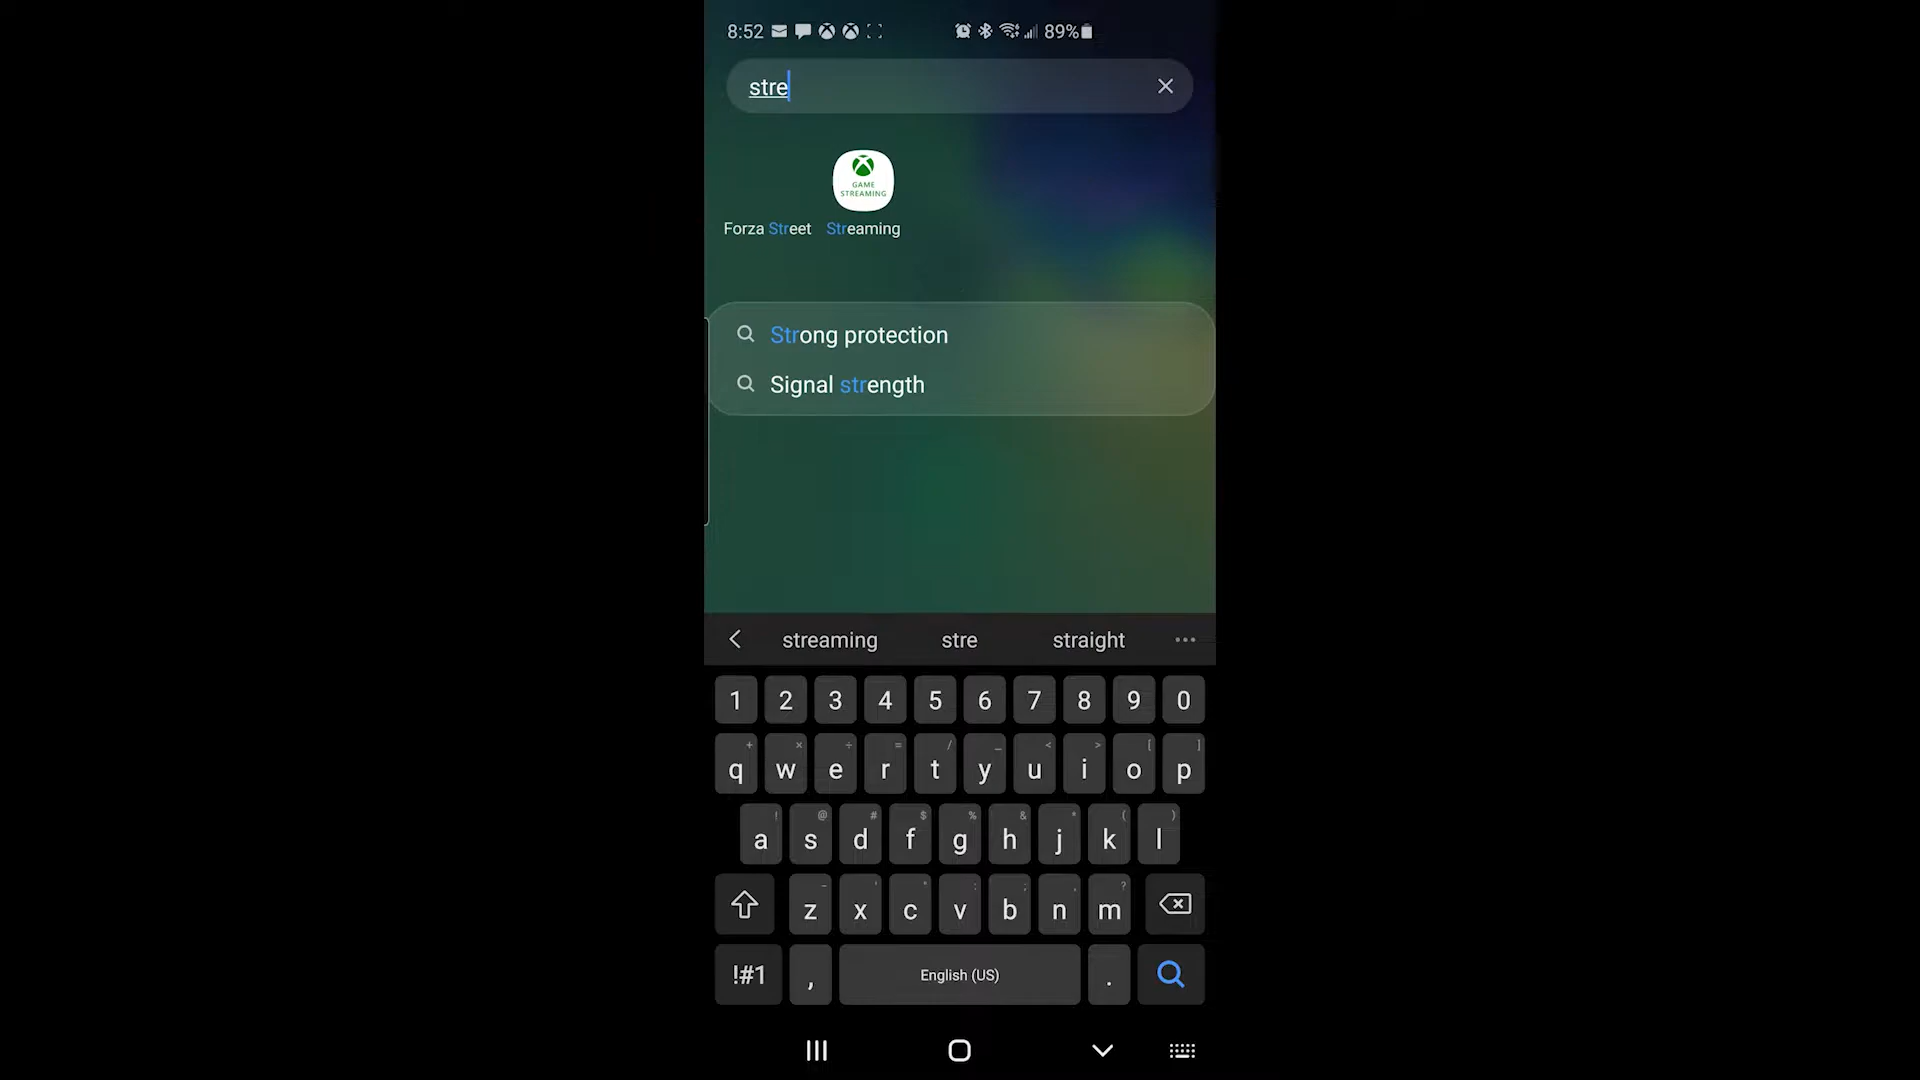 8:52 89%
stre
GAME
STREAMING
Forza Street Streaming
Strong protection
Signal strength
streaming stre straight
1 2 3 4 5 6 7 8 9 0
+ × ÷ = / _ < > [ ]
q w e r t y u i o p
! @ # $ % & * ( )
a s d f g h j k l
- ' " : ; , ?
z x c v b n m
!#1 , English (US) .